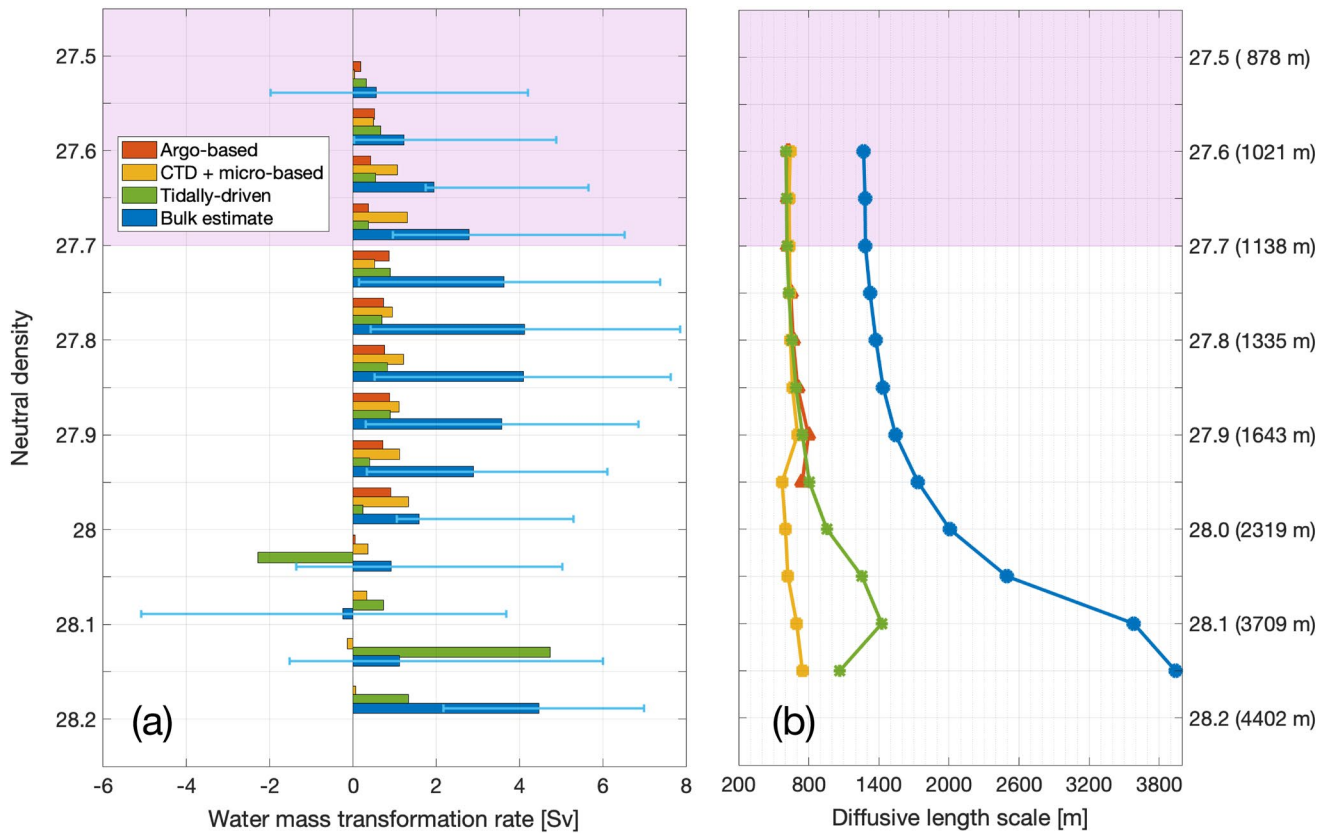 27.5
27.6
27.7
27.8
27.9
28
28.1
28.2
Neutral density
Argo-based
CTD + micro-based
Tidally-driven
Bulk estimate
(a)
-6 -4 -2 0 2 4 6 8
Water mass transformation rate [Sv]
27.5 ( 878 m)
27.6 (1021 m)
27.7 (1138 m)
27.8 (1335 m)
27.9 (1643 m)
28.0 (2319 m)
28.1 (3709 m)
28.2 (4402 m)
(b)
200 800 1400 2000 2600 3200 3800
Diffusive length scale [m]